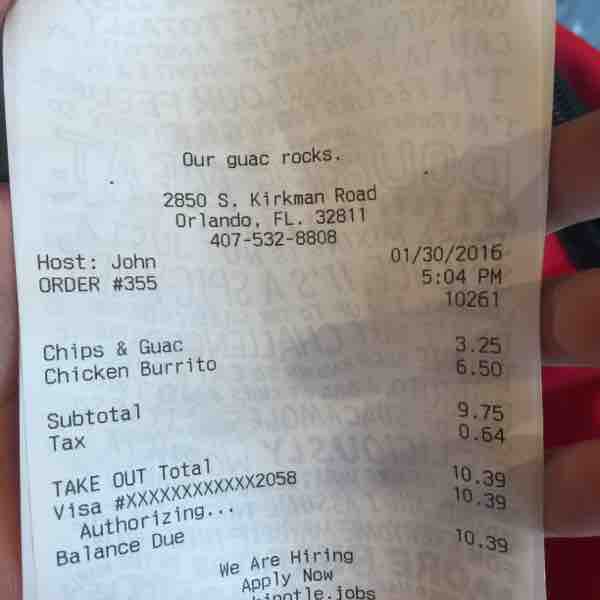 Our guac rocks.
2850 S. Kirkman Road
Orlando, FL. 32811
407-532-8808
Host: John 01/30/2016
ORDER #355 5:04 PM
10261
Chips & Guac 3.25
Chicken Burrito 6.50
Subtotal 9.75
Tax 0.64
TAKE OUT Total 10.39
Visa #XXXXXXXXXXXX2058 10.39
Authorizing...
Balance Due 10.39
We Are Hiring
Apply Now
hipotle.jobs